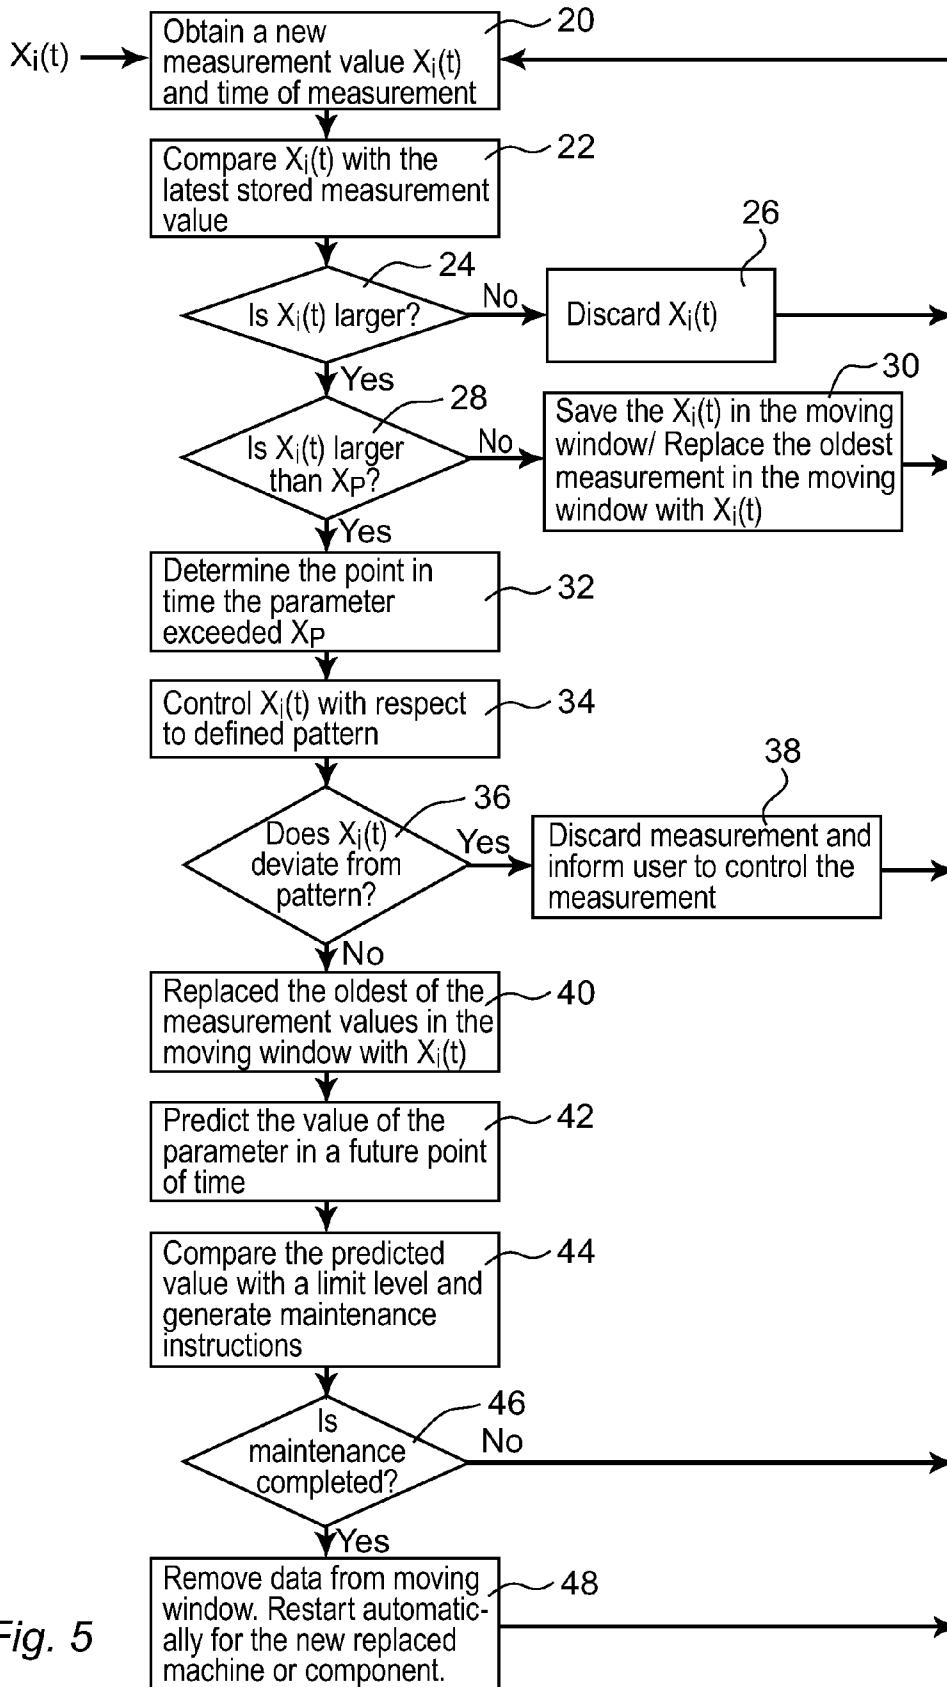 20
Obtain a new
measurement value Xi(t)
and time of measurement
Xi(t)
22
Compare Xi(t) with the
latest stored measurement
value
24
Is Xi(t) larger?
No
26
Discard Xi(t)
Yes
28
Is Xi(t) larger
than XP?
No
30
Save the Xi(t) in the moving
window/ Replace the oldest
measurement in the moving
window with Xi(t)
Yes
Determine the point in
time the parameter
exceeded XP
32
Control Xi(t) with respect
to defined pattern
34
36
Does Xi(t)
deviate from
pattern?
Yes
38
Discard measurement and
inform user to control the
measurement
No
Replaced the oldest of the
measurement values in the
moving window with Xi(t)
40
Predict the value of the
parameter in a future point
of time
42
Compare the predicted
value with a limit level and
generate maintenance
instructions
44
46
Is
maintenance
completed?
No
Yes
Remove data from moving
window. Restart automatic-
ally for the new replaced
machine or component.
48
Fig. 5